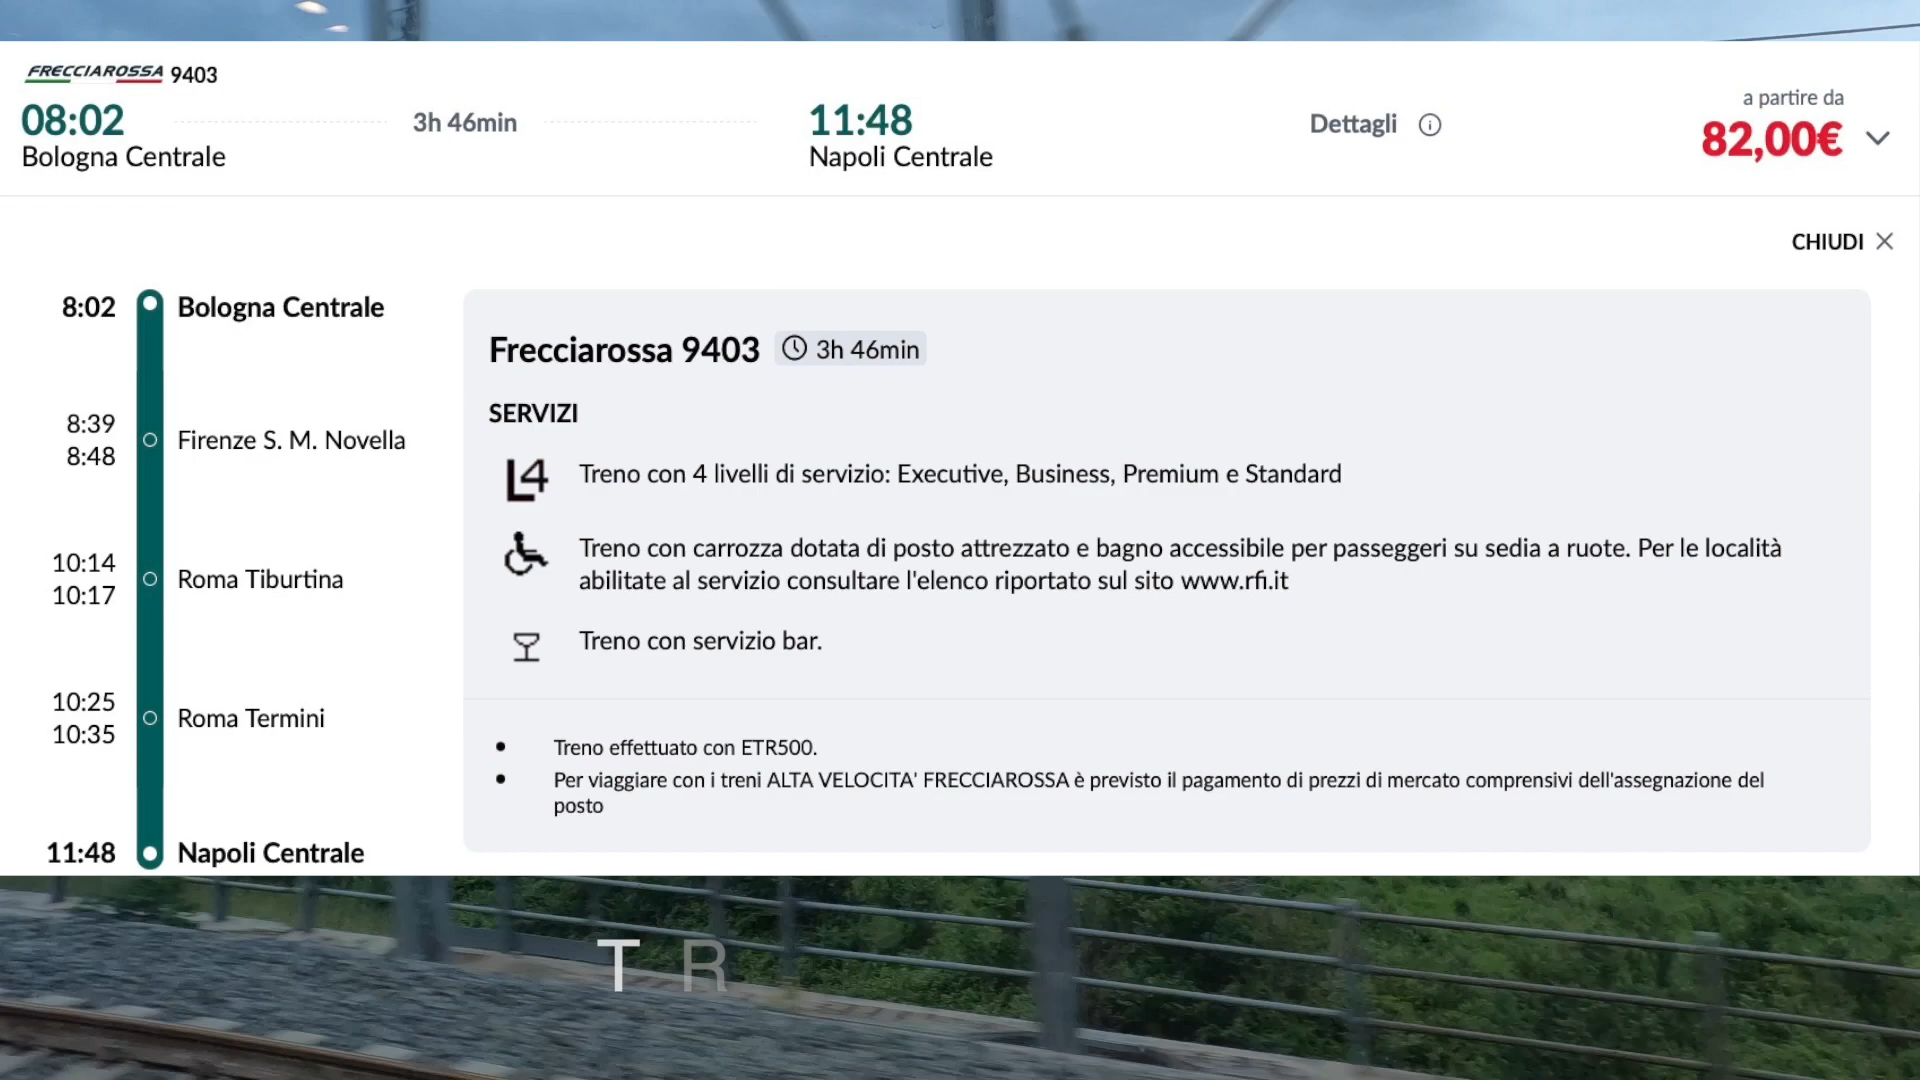 FRECCIAROSSA 9403
08:02
3h 46min
11:48
Dettagli
a partire da
82,00€
Bologna Centrale
Napoli Centrale
CHIUDI
8:02 Bologna Centrale
8:39
8:48
Firenze S. M. Novella
10:14
10:17
Roma Tiburtina
10:25
10:35
Roma Termini
11:48 Napoli Centrale
Frecciarossa 9403 3h 46min
SERVIZI
L4 Treno con 4 livelli di servizio: Executive, Business, Premium e Standard
Treno con carrozza dotata di posto attrezzato e bagno accessibile per passeggeri su sedia a ruote. Per le località
abilitate al servizio consultare l'elenco riportato sul sito www.rfi.it
Treno con servizio bar.
• Treno effettuato con ETR500.
• Per viaggiare con i treni ALTA VELOCITA' FRECCIAROSSA è previsto il pagamento di prezzi di mercato comprensivi dell'assegnazione del
posto
T R